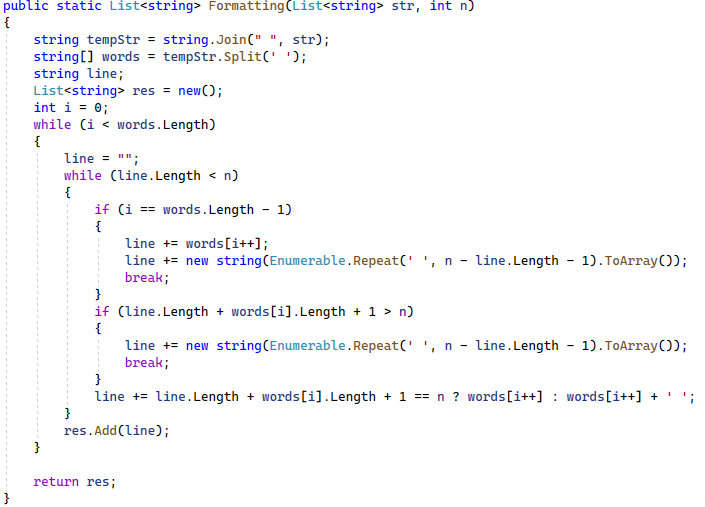 public static List<string> Formatting(List<string> str, int n)
{
    string tempStr = string.Join(" ", str);
    string[] words = tempStr.Split(' ');
    string line;
    List<string> res = new();
    int i = 0;
    while (i < words.Length)
    {
        line = "";
        while (line.Length < n)
        {
            if (i == words.Length - 1)
            {
                line += words[i++];
                line += new string(Enumerable.Repeat(' ', n - line.Length - 1).ToArray());
                break;
            }
            if (line.Length + words[i].Length + 1 > n)
            {
                line += new string(Enumerable.Repeat(' ', n - line.Length - 1).ToArray());
                break;
            }
            line += line.Length + words[i].Length + 1 == n ? words[i++] : words[i++] + ' ';
        }
        res.Add(line);
    }

    return res;
}